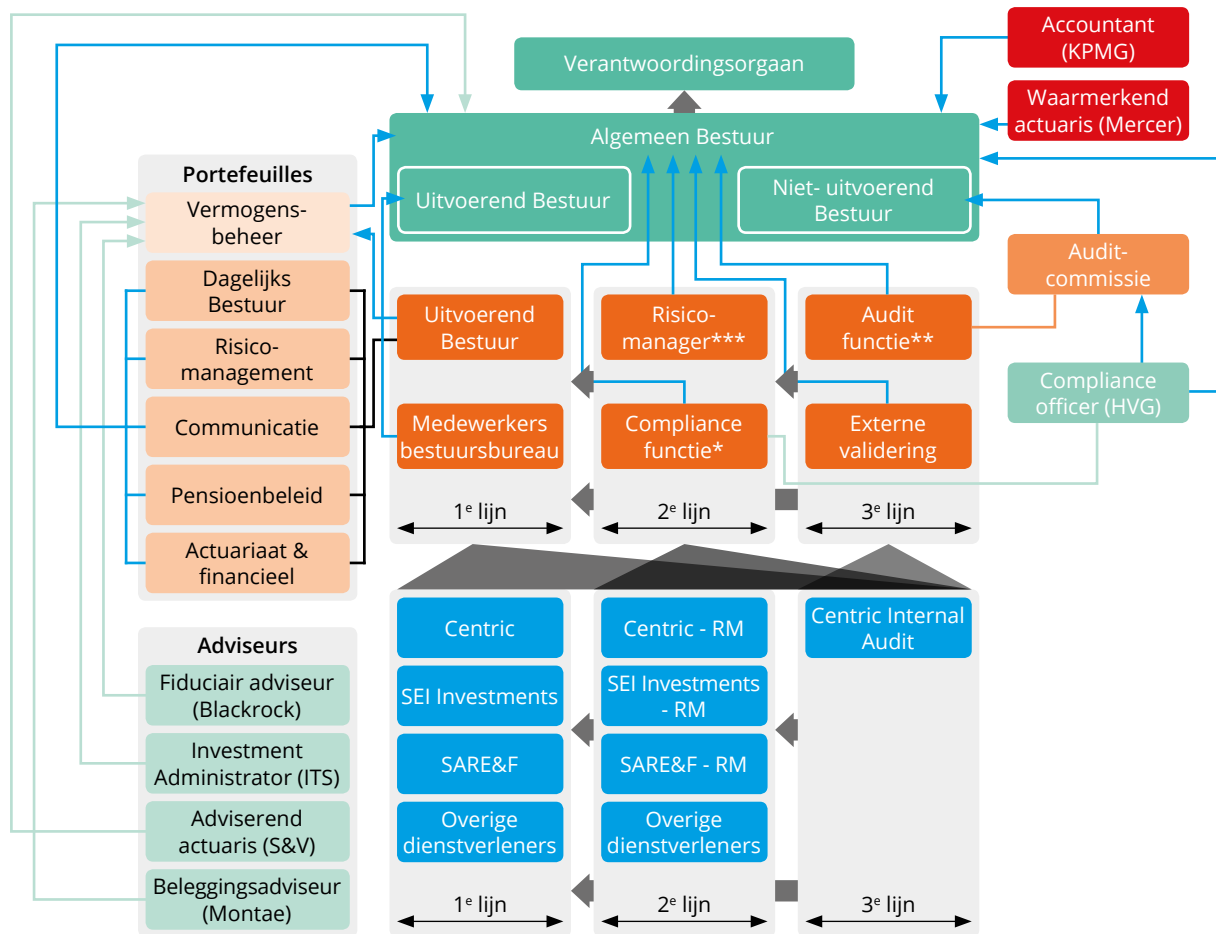 Verantwoordingsorgaan
Accountant
(KPMG)
Waarmerkend
actuaris (Mercer)
Algemeen Bestuur
Uitvoerend Bestuur
Niet- uitvoerend
Bestuur
Portefeuilles
Vermogens-
beheer
Dagelijks
Bestuur
Risico-
management
Communicatie
Pensioenbeleid
Actuariaat &
financieel
Audit-
commissie
Compliance
officer (HVG)
Uitvoerend
Bestuur
Risico-
manager***
Audit
functie**
Medewerkers
bestuursbureau
Compliance
functie*
Externe
validering
1e lijn
2e lijn
3e lijn
Adviseurs
Fiduciair adviseur
(Blackrock)
Investment
Administrator (ITS)
Adviserend
actuaris (S&V)
Beleggingsadviseur
(Montae)
Centric
Centric - RM
Centric Internal
Audit
SEI Investments
SEI Investments
- RM
SARE&F
SARE&F - RM
Overige
dienstverleners
Overige
dienstverleners
1e lijn
2e lijn
3e lijn